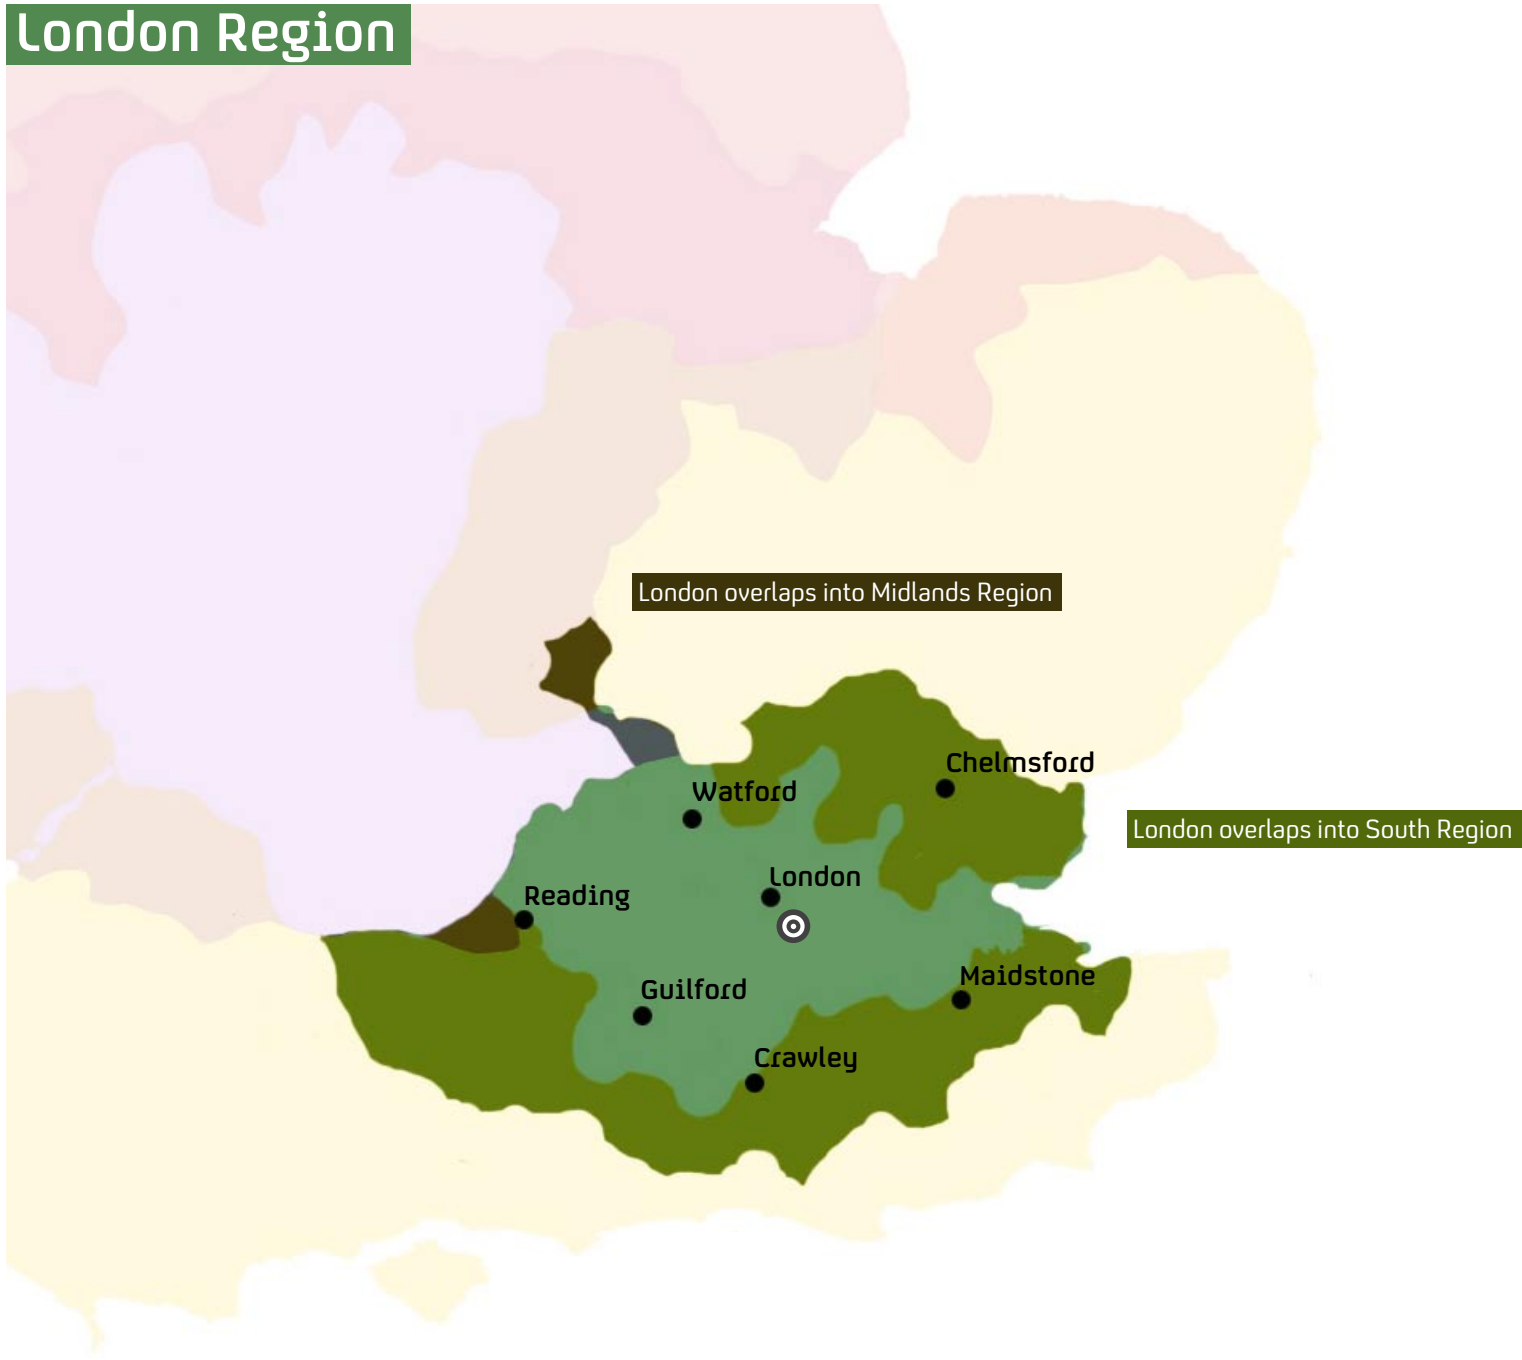 London Region
London overlaps into Midlands Region
Chelmsford
Watford
London overlaps into South Region
London
Reading
Maidstone
Guilford
Crawley